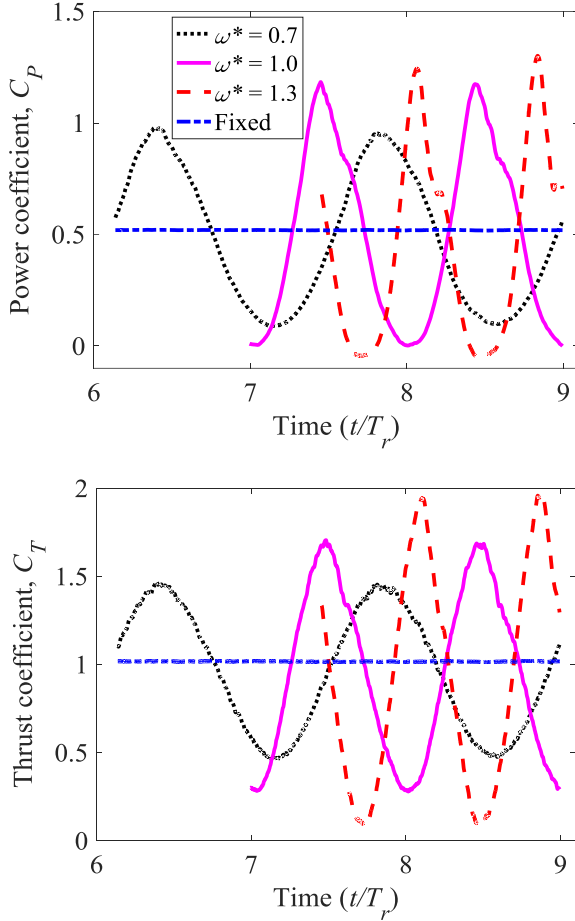 1.5
1
0.5
0
Power coefficient, C_P
ω* = 0.7
ω* = 1.0
ω* = 1.3
Fixed
6 7 8 9
Time (t/T_r)
2
1.5
1
0.5
0
Thrust coefficient, C_T
6 7 8 9
Time (t/T_r)